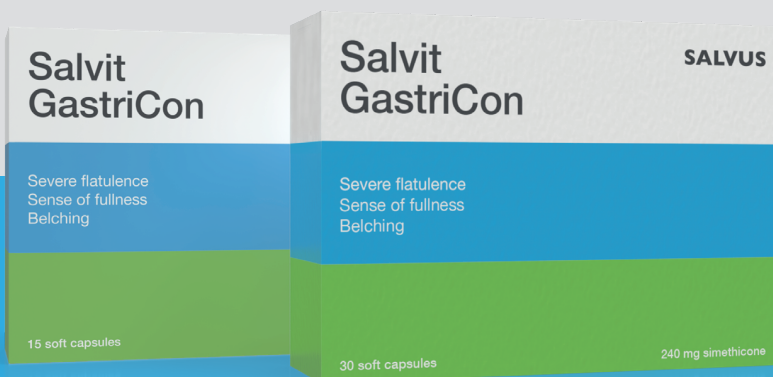 Salvit
GastriCon
Severe flatulence
Sense of fullness
Belching
15 soft capsules
Salvit
GastriCon
SALVUS
Severe flatulence
Sense of fullness
Belching
30 soft capsules
240 mg simethicone